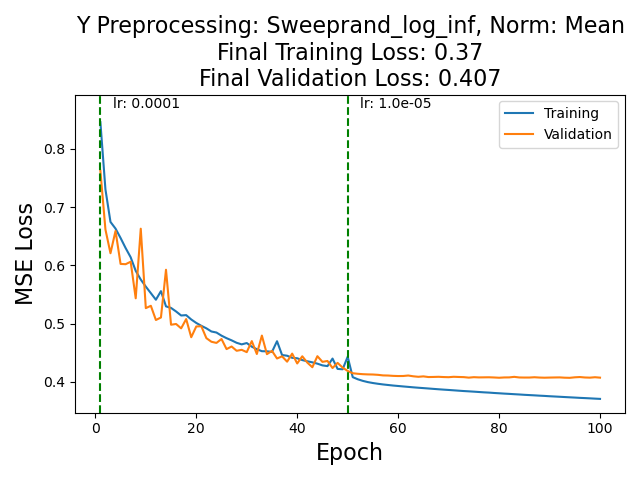 Y Preprocessing: Sweeprand_log_inf, Norm: Mean
Final Training Loss: 0.37
Final Validation Loss: 0.407
lr: 0.0001
lr: 1.0e-05
Training
Validation
MSE Loss
0.8
0.7
0.6
0.5
0.4
0
20
40
60
80
100
Epoch